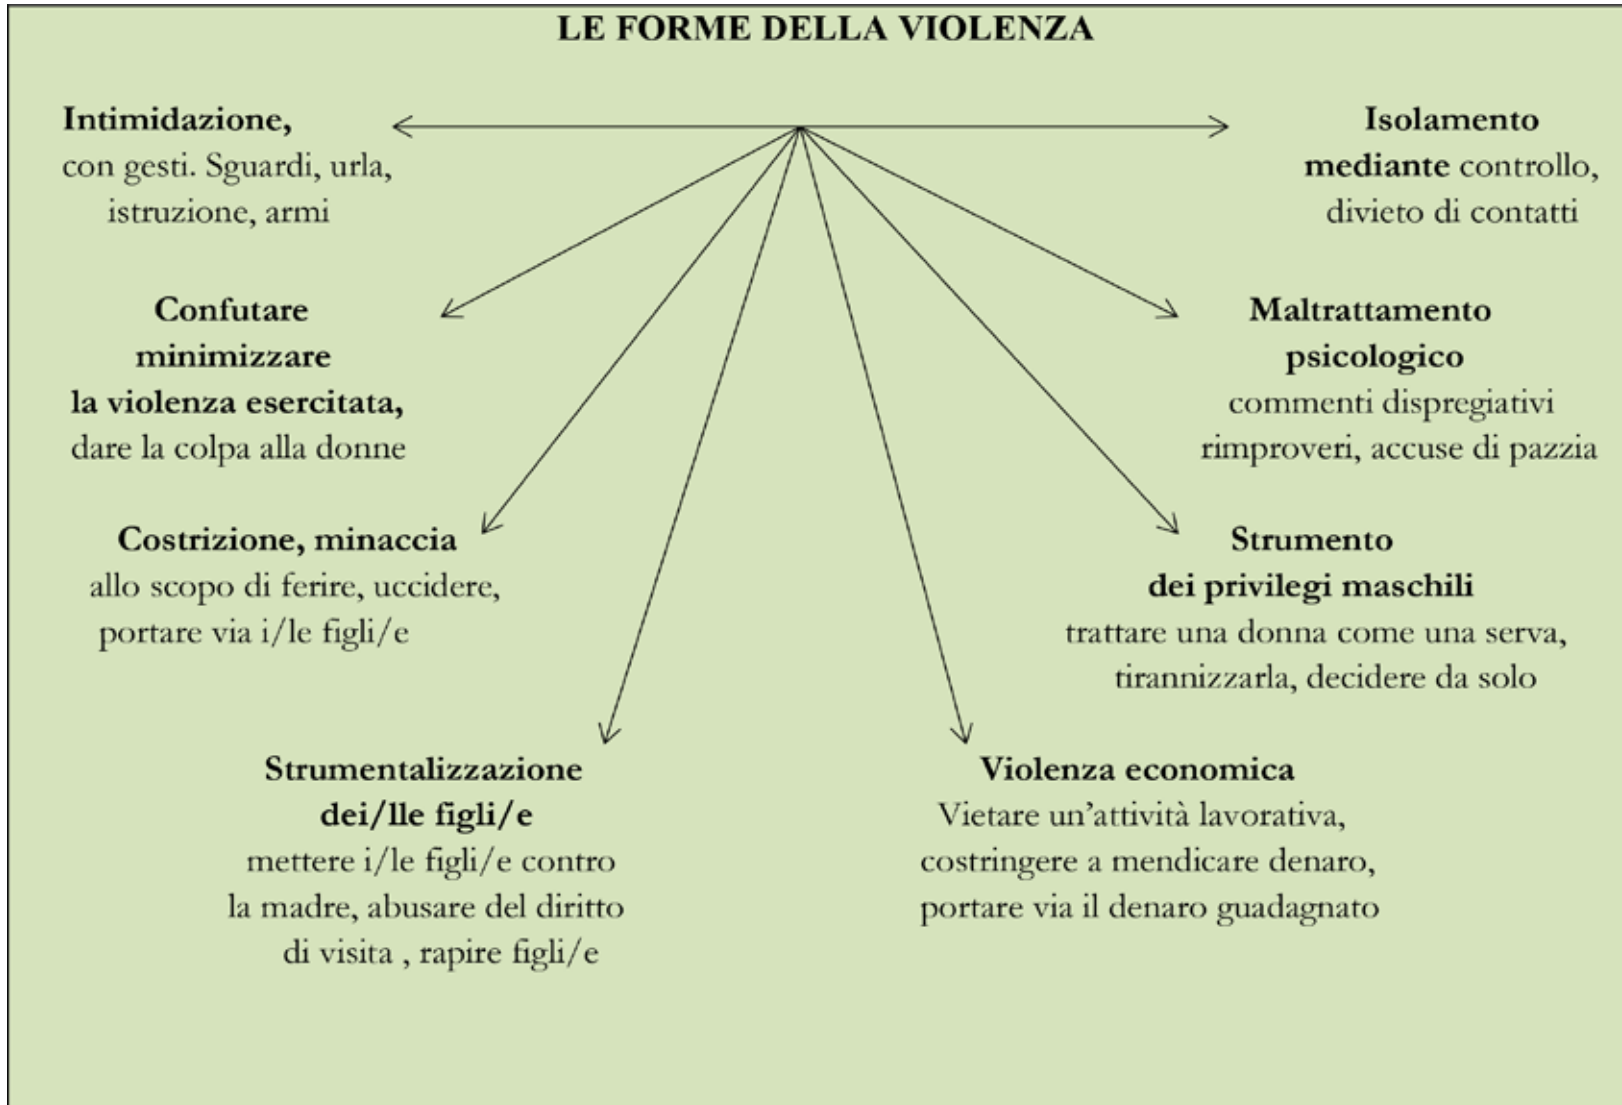 LE FORME DELLA VIOLENZA
Intimidazione,
con gesti. Sguardi, urla,
istruzione, armi
Isolamento
mediante controllo,
divieto di contatti
Confutare
minimizzare
la violenza esercitata,
dare la colpa alla donne
Maltrattamento
psicologico
commenti dispregiativi
rimproveri, accuse di pazzia
Costrizione, minaccia
allo scopo di ferire, uccidere,
portare via i/le figli/e
Strumento
dei privilegi maschili
trattare una donna come una serva,
tirannizzarla, decidere da solo
Strumentalizzazione
dei/lle figli/e
mettere i/le figli/e contro
la madre, abusare del diritto
di visita , rapire figli/e
Violenza economica
Vietare un’attività lavorativa,
costringere a mendicare denaro,
portare via il denaro guadagnato